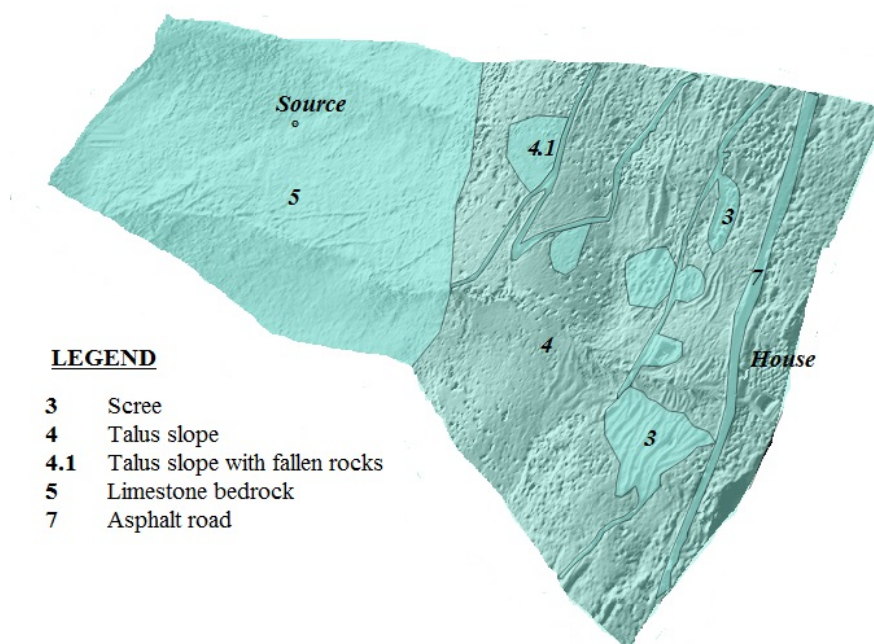 Source
4.1
5
3
7
4
House
3
LEGEND
3 Scree
4 Talus slope
4.1 Talus slope with fallen rocks
5 Limestone bedrock
7 Asphalt road